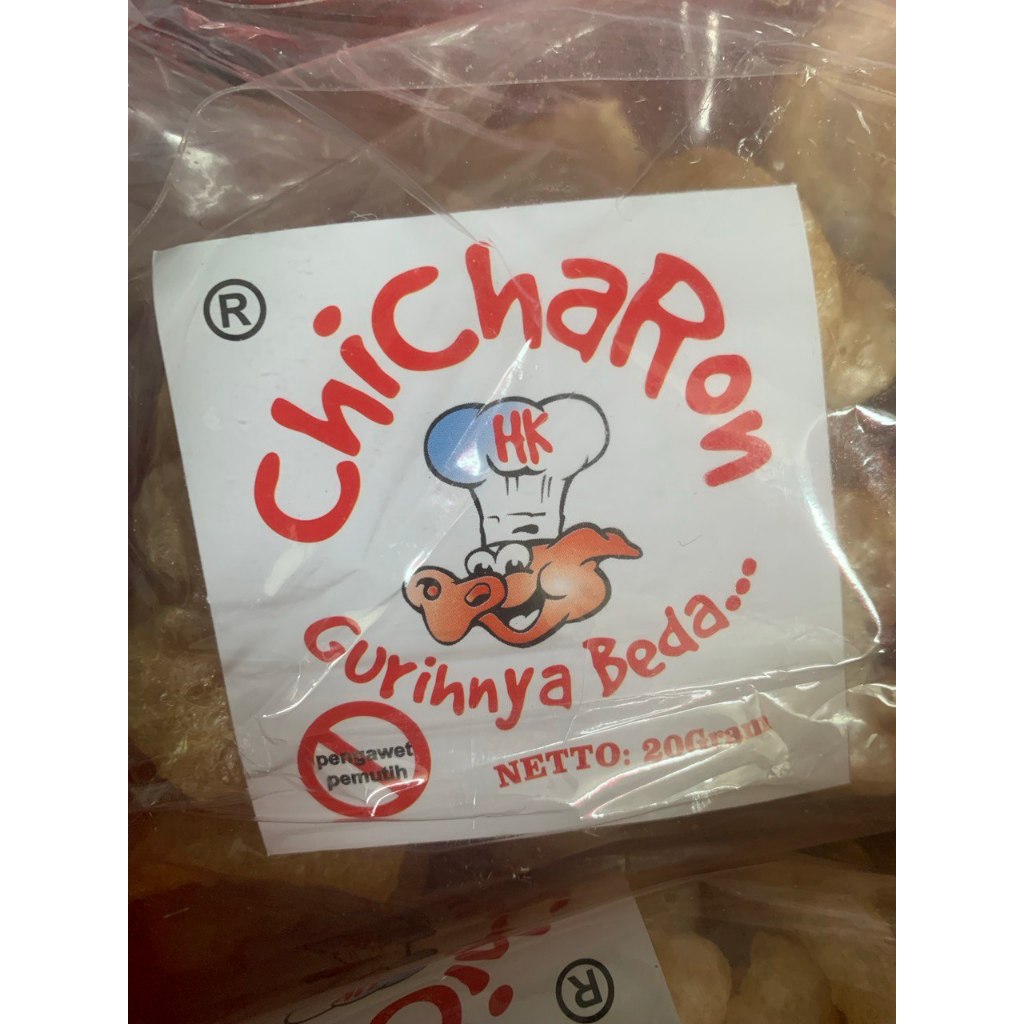 ®
ChiChaRon
HK
Gurihnya Beda...
pengawet
pemutih
NETTO: 20Gram
®